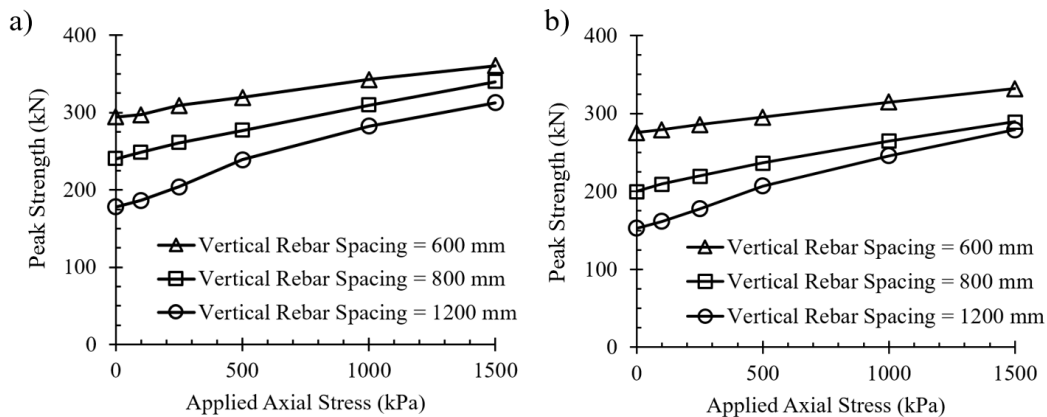 a)
400
300
200
100
0
Peak Strength (kN)
Vertical Rebar Spacing = 600 mm
Vertical Rebar Spacing = 800 mm
Vertical Rebar Spacing = 1200 mm
0 500 1000 1500
Applied Axial Stress (kPa)
b)
400
300
200
100
0
Peak Strength (kN)
Vertical Rebar Spacing = 600 mm
Vertical Rebar Spacing = 800 mm
Vertical Rebar Spacing = 1200 mm
0 500 1000 1500
Applied Axial Stress (kPa)